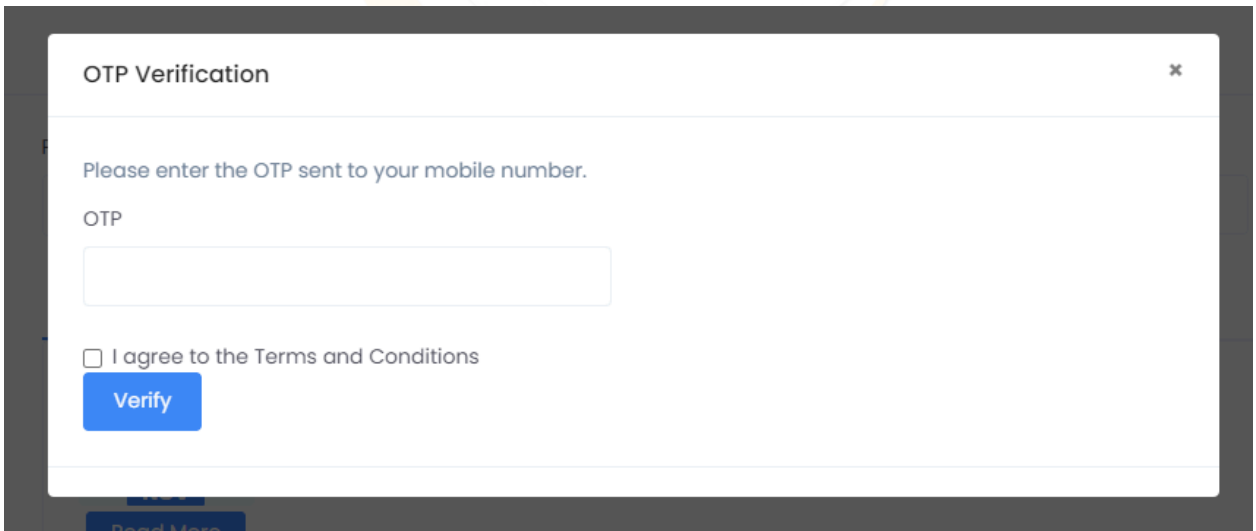 OTP Verification
×
Please enter the OTP sent to your mobile number.
OTP
I agree to the Terms and Conditions
Verify
Read More